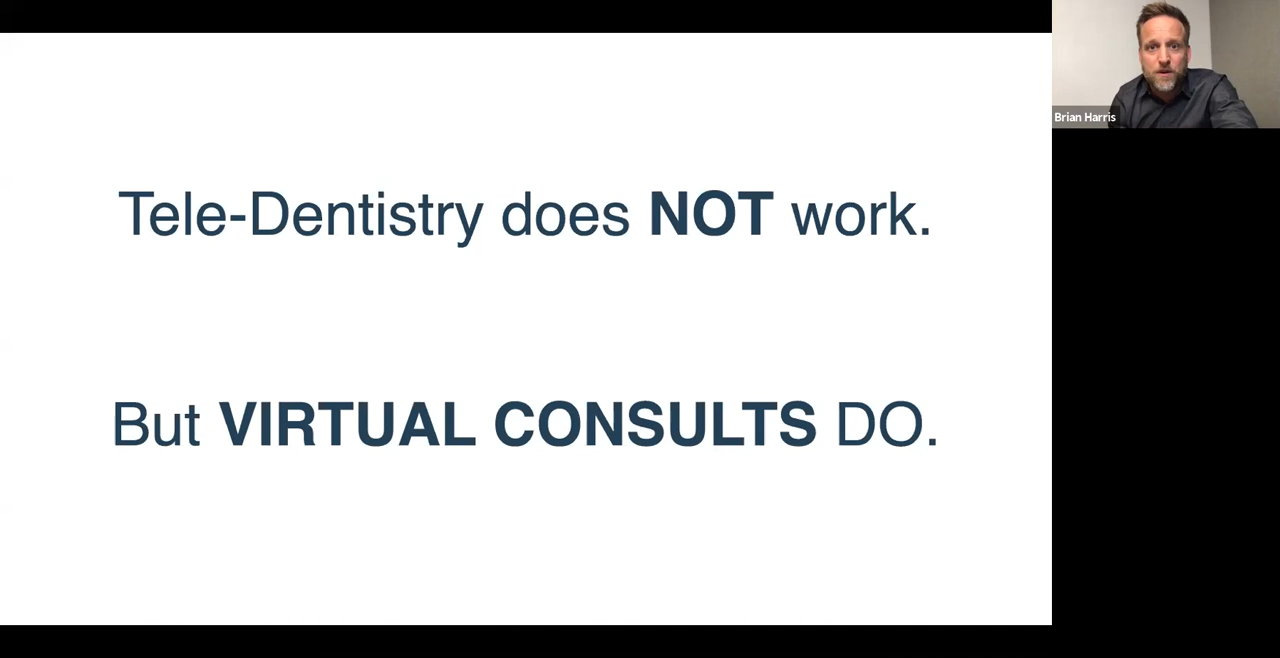 Tele-Dentistry does NOT work.
But VIRTUAL CONSULTS DO.
Brian Harris